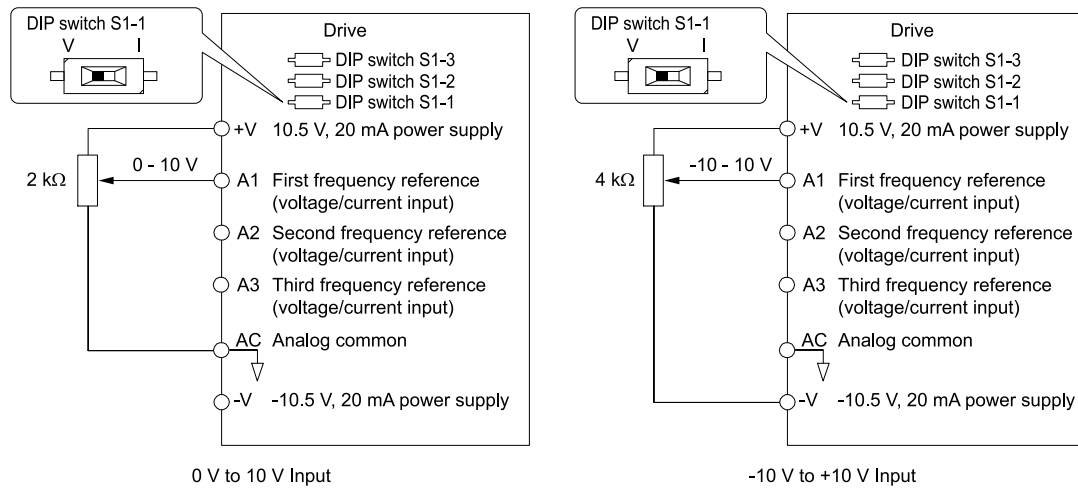 DIP switch S1-1
V I
Drive
DIP switch S1-3
DIP switch S1-2
DIP switch S1-1
+V 10.5 V, 20 mA power supply
2 kΩ
0 - 10 V
A1 First frequency reference
(voltage/current input)
A2 Second frequency reference
(voltage/current input)
A3 Third frequency reference
(voltage/current input)
AC Analog common
-V -10.5 V, 20 mA power supply
0 V to 10 V Input
DIP switch S1-1
V I
Drive
DIP switch S1-3
DIP switch S1-2
DIP switch S1-1
+V 10.5 V, 20 mA power supply
4 kΩ
-10 - 10 V
A1 First frequency reference
(voltage/current input)
A2 Second frequency reference
(voltage/current input)
A3 Third frequency reference
(voltage/current input)
AC Analog common
-V -10.5 V, 20 mA power supply
-10 V to +10 V Input